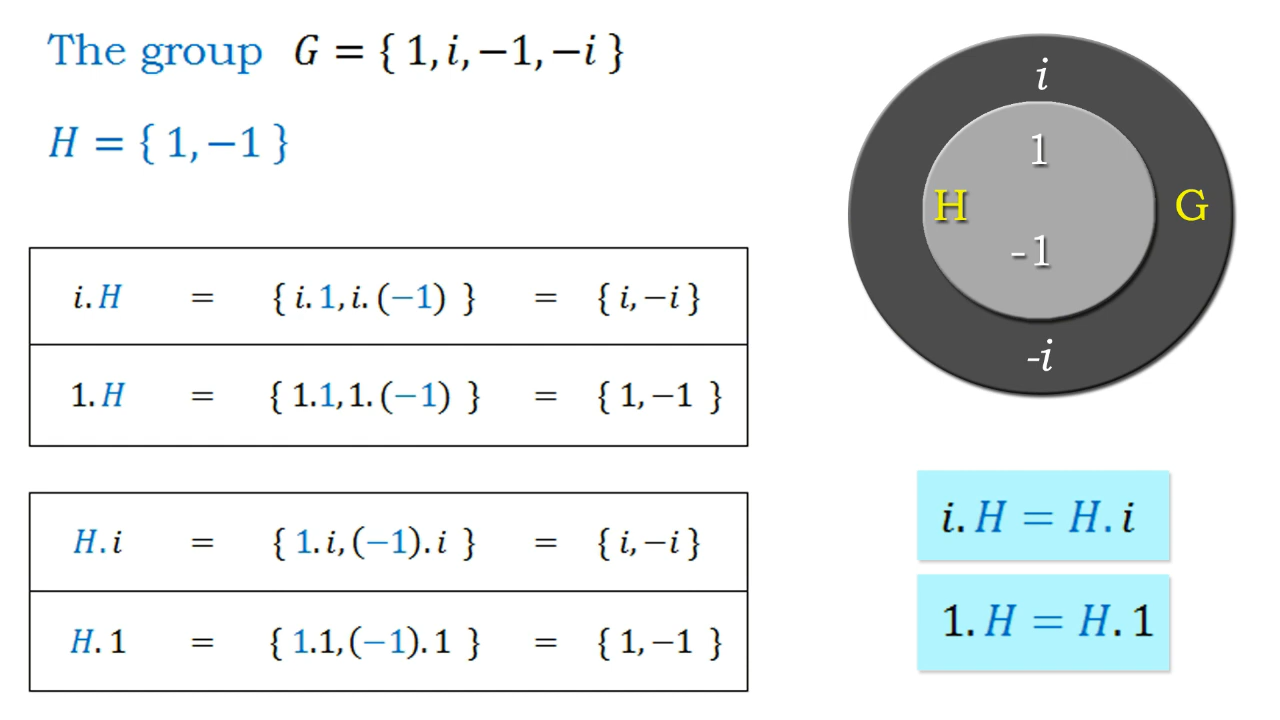 The group G = { 1, i, −1, −i }
H = { 1, −1 }
i. H = { i. 1, i. (−1) } = { i, −i }
1. H = { 1.1, 1. (−1) } = { 1, −1 }
H. i = { 1. i, (−1). i } = { i, −i }
H. 1 = { 1.1, (−1). 1 } = { 1, −1 }
i
1
H
G
-1
-i
i. H = H. i
1. H = H. 1